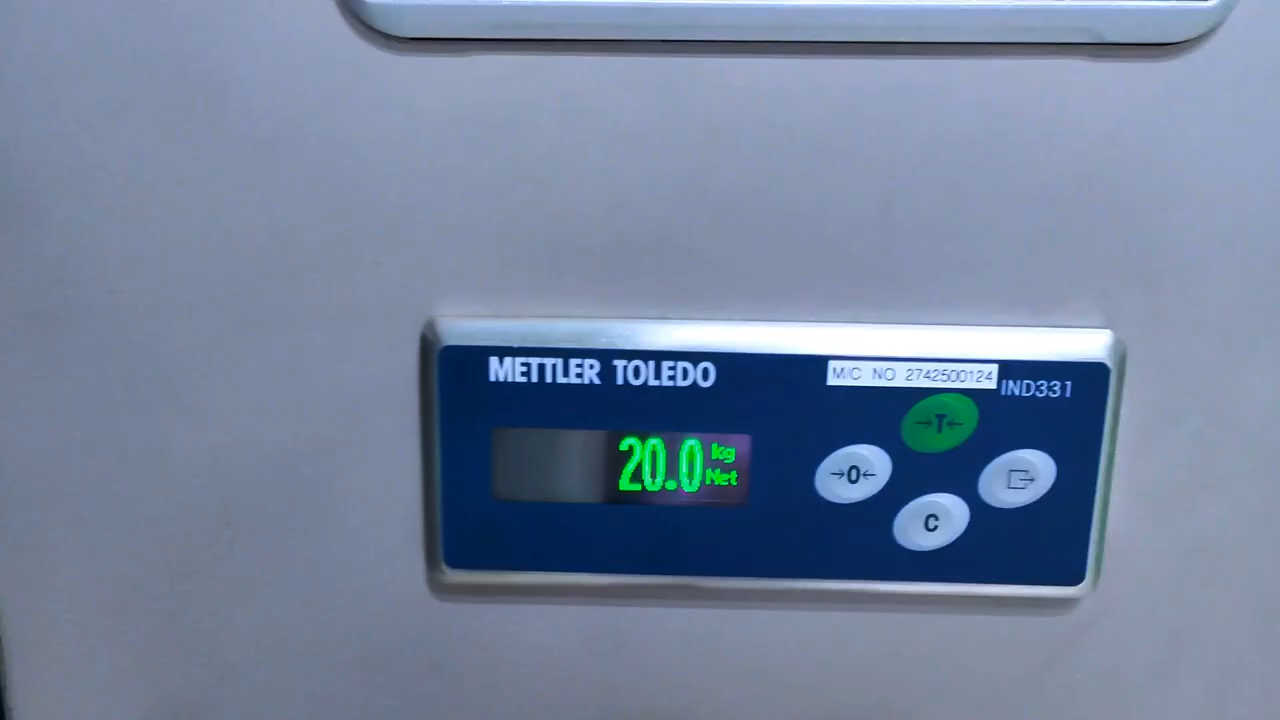 METTLER TOLEDO
M/C NO 2742500124
IND331
20.0 kg
Net
→T←
→0←
C